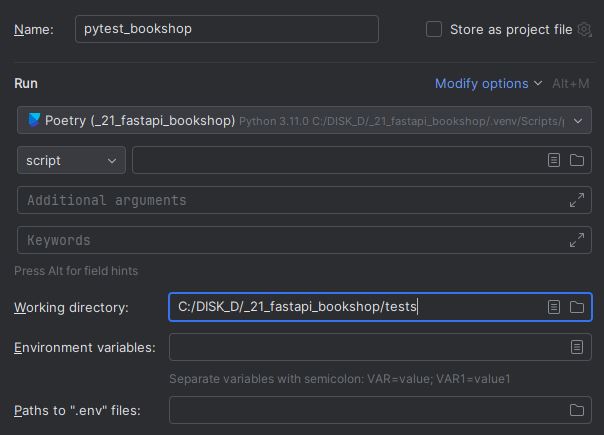 Name: pytest_bookshop Store as project file
Run Modify options Alt+M
Poetry (_21_fastapi_bookshop) Python 3.11.0 C:/DISK_D/_21_fastapi_bookshop/.venv/Scripts/
script
Additional arguments
Keywords
Press Alt for field hints
Working directory: C:/DISK_D/_21_fastapi_bookshop/tests
Environment variables:
Separate variables with semicolon: VAR=value; VAR1=value1
Paths to ".env" files: